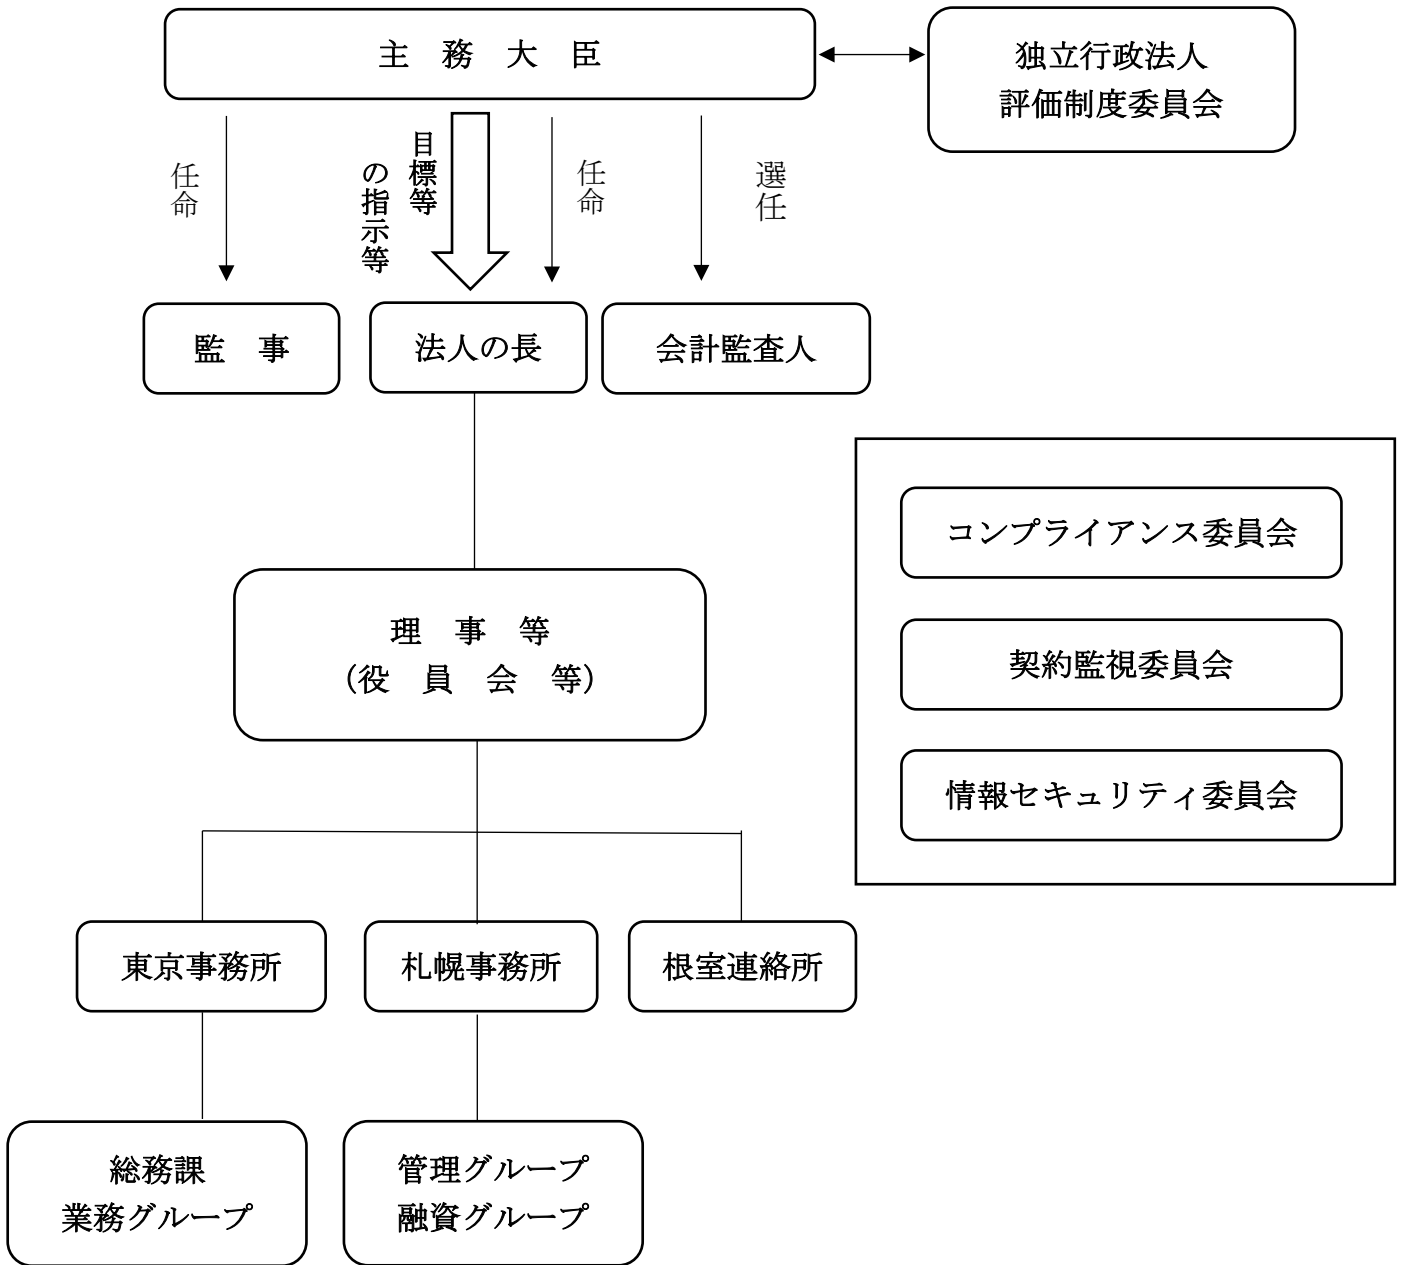 主　務　大　臣
独立行政法人
評価制度委員会
任命
目標等
の指示等
任命
選任
監　事
法人の長
会計監査人
コンプライアンス委員会
契約監視委員会
情報セキュリティ委員会
理　事　等
（役　員　会　等）
東京事務所
札幌事務所
根室連絡所
総務課
業務グループ
管理グループ
融資グループ